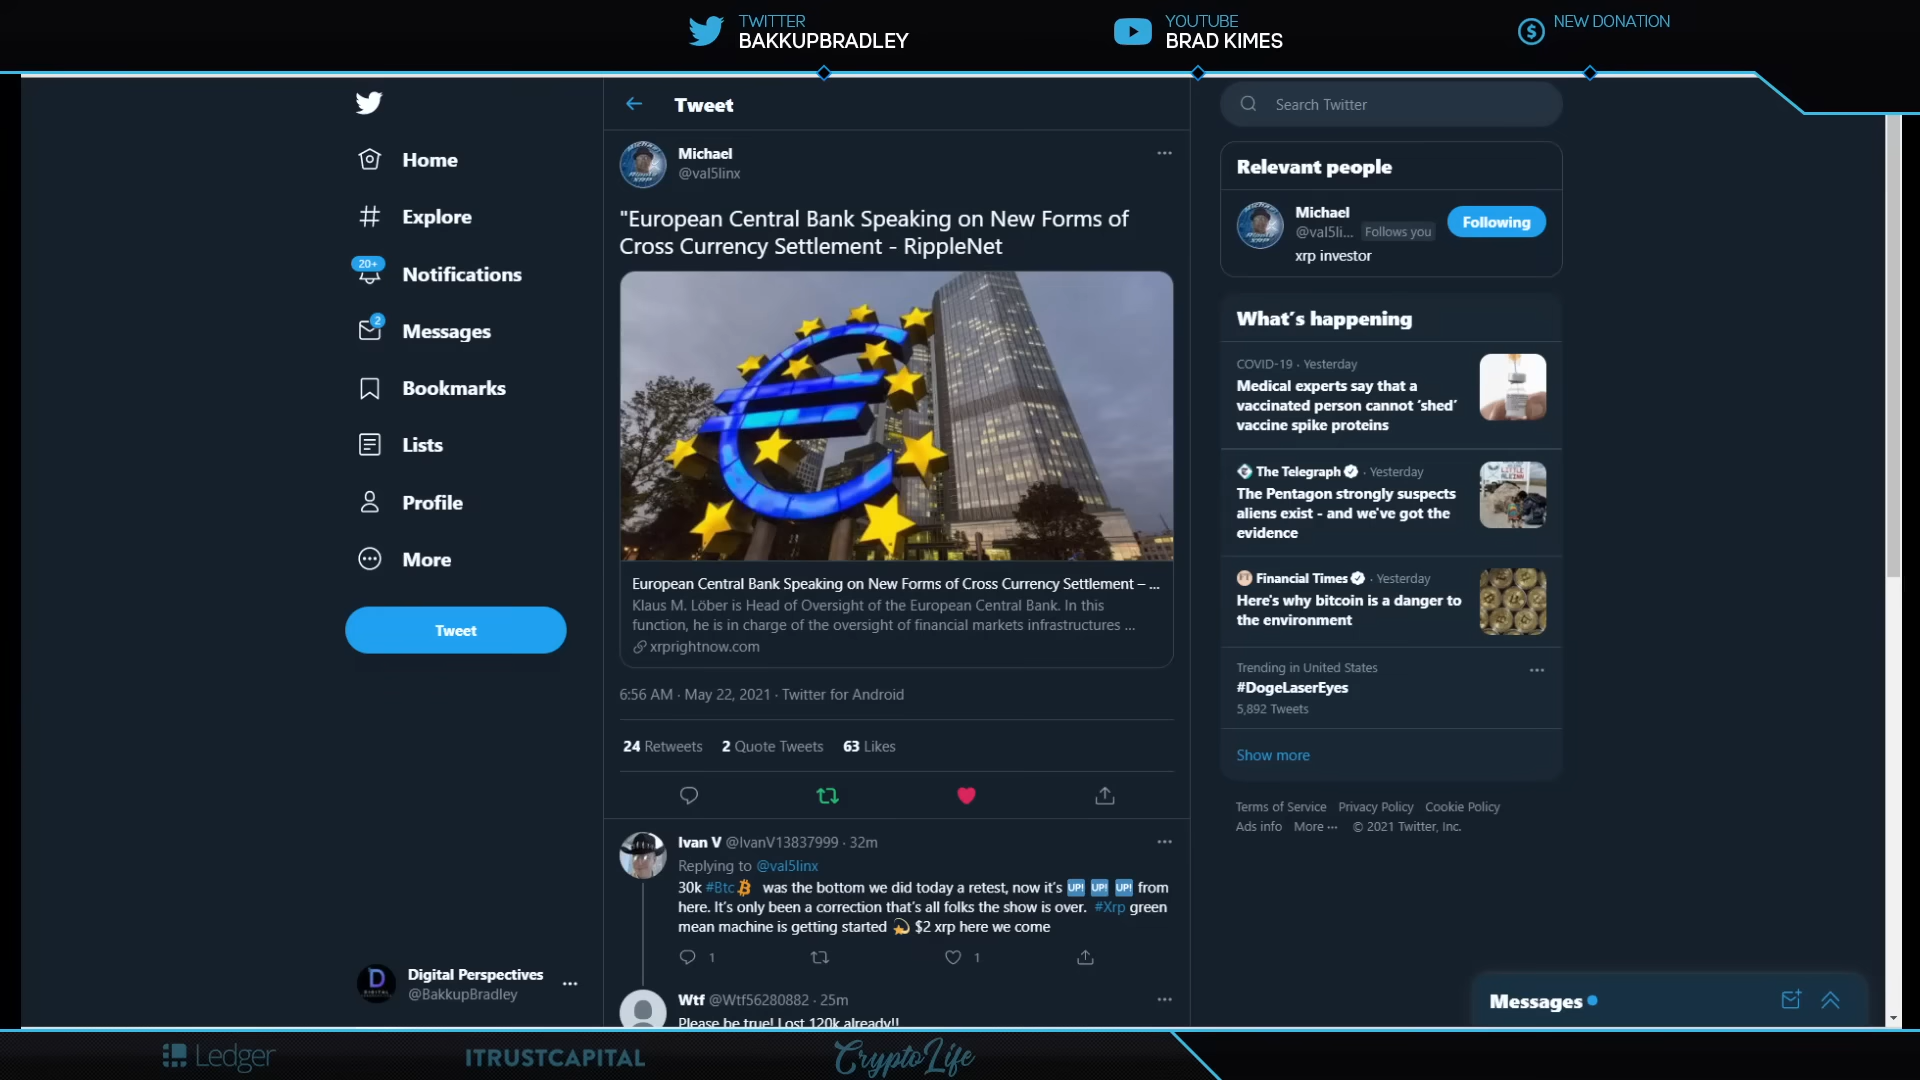 TWITTER
BAKKUPBRADLEY
YOUTUBE
BRAD KIMES
NEW DONATION
Home
Explore
20+
Notifications
2
Messages
Bookmarks
Lists
Profile
More
Tweet
Digital Perspectives
@BakkupBradley
Tweet
Michael
@val5linx
"European Central Bank Speaking on New Forms of
Cross Currency Settlement - RippleNet
European Central Bank Speaking on New Forms of Cross Currency Settlement – ...
Klaus M. Löber is Head of Oversight of the European Central Bank. In this
function, he is in charge of the oversight of financial markets infrastructures ...
xrprightnow.com
6:56 AM · May 22, 2021 · Twitter for Android
24 Retweets 2 Quote Tweets 63 Likes
Ivan V @IvanV13837999 · 32m
Replying to @val5linx
30k #Btc was the bottom we did today a retest, now it's UP! UP! UP! from
here. It's only been a correction that's all folks the show is over. #Xrp green
mean machine is getting started 💫 $2 xrp here we come
1 1
Wtf @Wtf56280882 · 25m
Please be true! Lost 120k already!!
Search Twitter
Relevant people
Michael
@val5li... Follows you
Following
xrp investor
What's happening
COVID-19 · Yesterday
Medical experts say that a
vaccinated person cannot 'shed'
vaccine spike proteins
The Telegraph · Yesterday
The Pentagon strongly suspects
aliens exist - and we've got the
evidence
Financial Times · Yesterday
Here's why bitcoin is a danger to
the environment
Trending in United States
#DogeLaserEyes
5,892 Tweets
Show more
Terms of Service Privacy Policy Cookie Policy
Ads info More ··· © 2021 Twitter, Inc.
Messages
Ledger
ITRUSTCAPITAL
CryptoLife